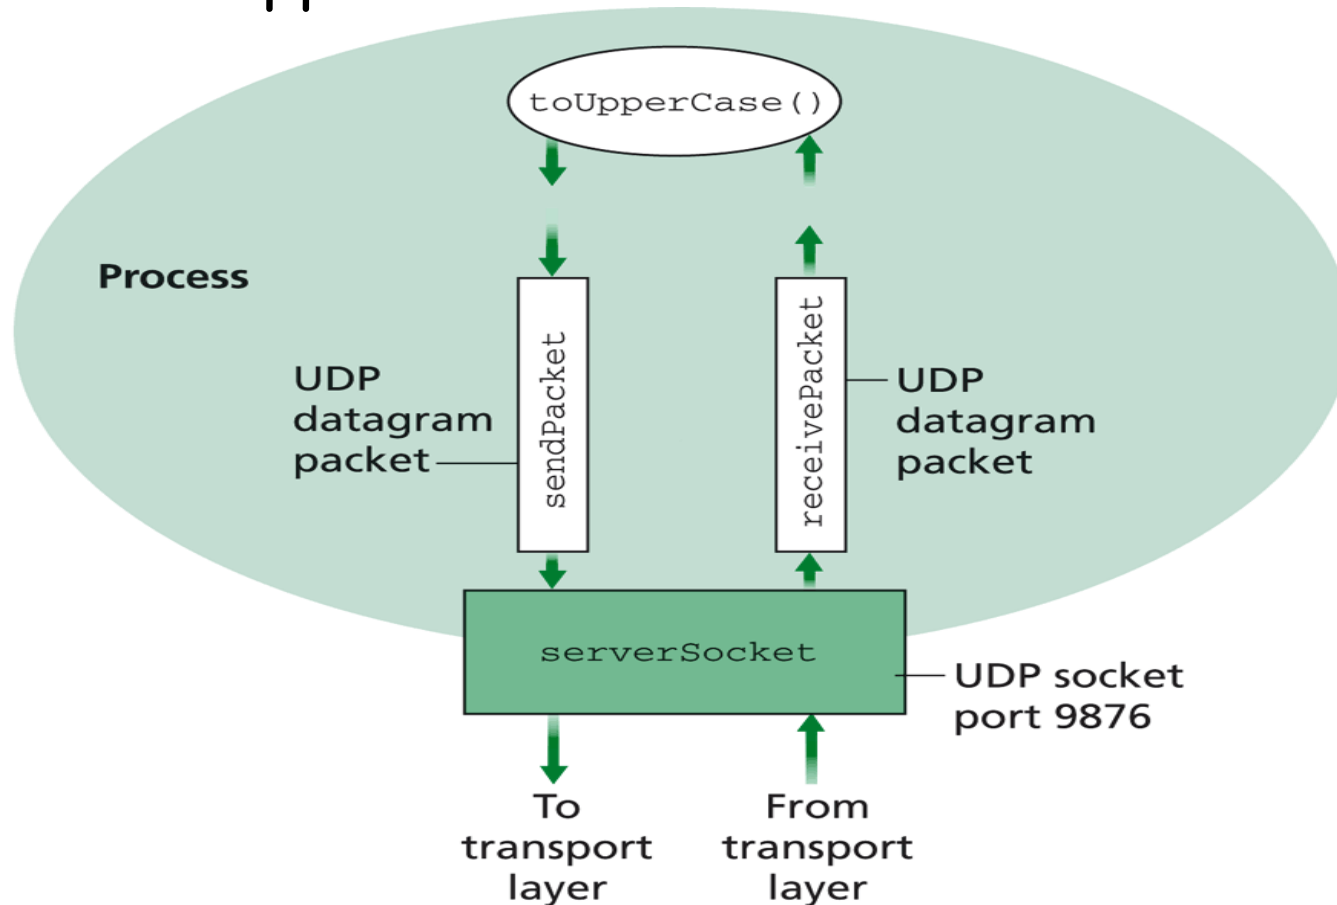 toUpperCase()
Process
UDP
datagram
packet
sendPacket
receivePacket
UDP
datagram
packet
serverSocket
UDP socket
port 9876
To
transport
layer
From
transport
layer